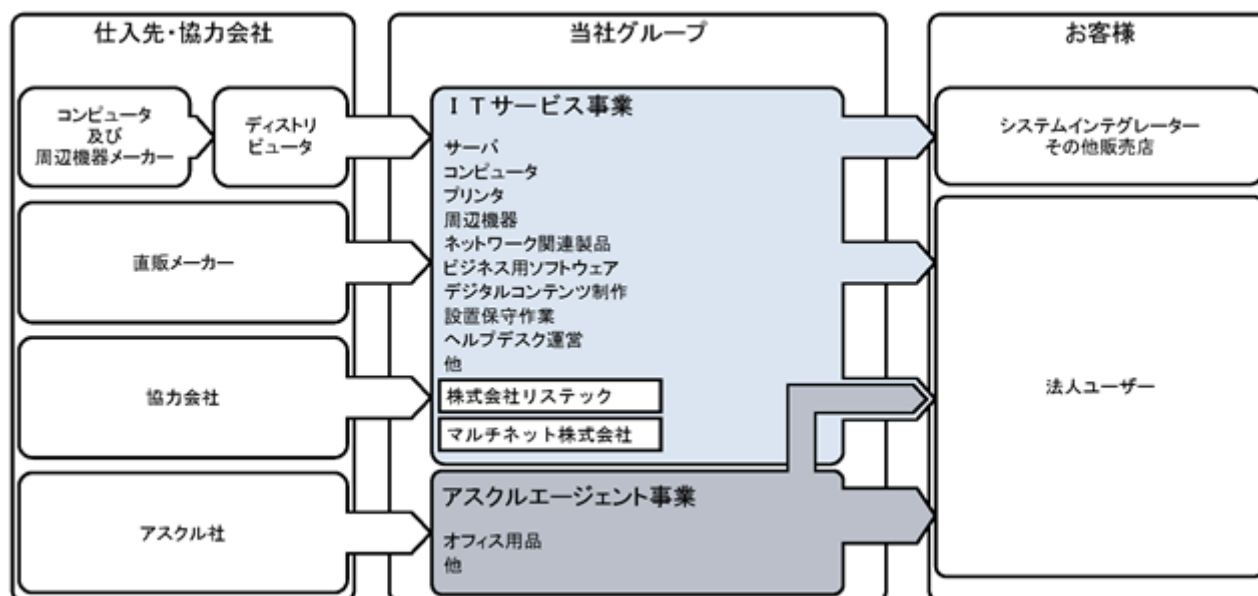 仕入先・協力会社
コンピュータ
及び
周辺機器メーカー
ディストリ
ビュータ
直販メーカー
協力会社
アスクル社
当社グループ
ＩＴサービス事業
サーバ
コンピュータ
プリンタ
周辺機器
ネットワーク関連製品
ビジネス用ソフトウェア
デジタルコンテンツ制作
設置保守作業
ヘルプデスク運営
他
株式会社リステック
マルチネット株式会社
アスクルエージェント事業
オフィス用品
他
お客様
システムインテグレーター
その他販売店
法人ユーザー